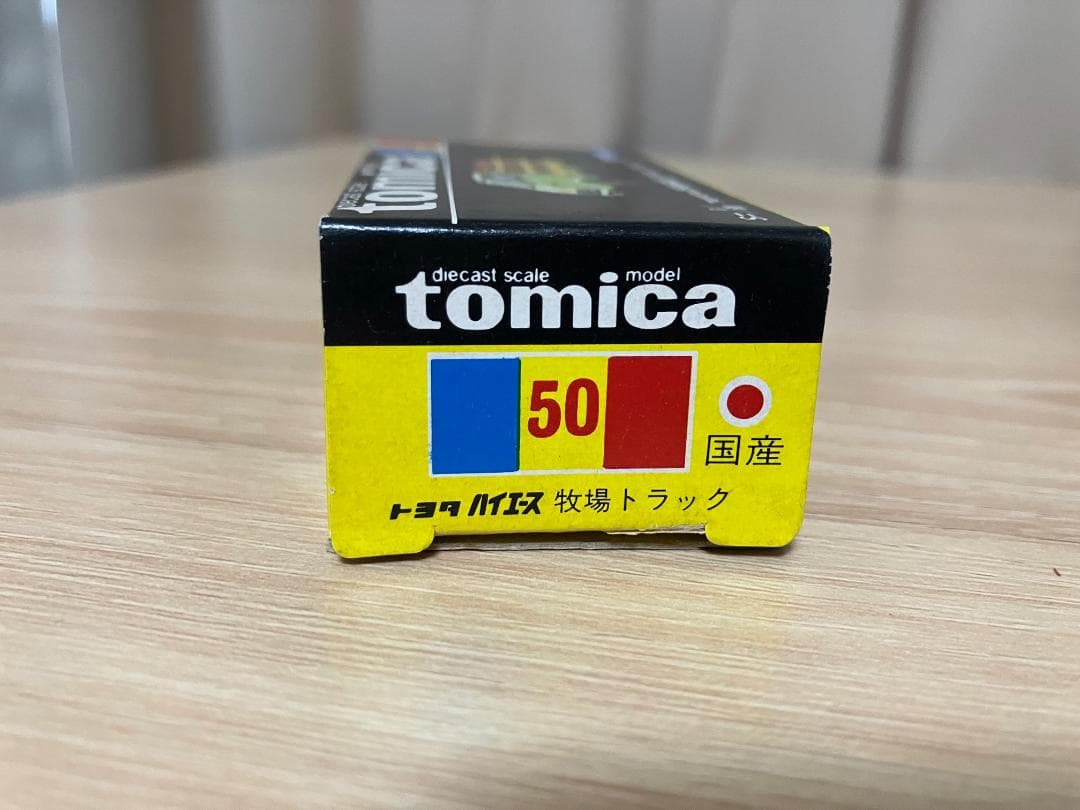 tomica
diecast scale model
tomica
50
国産
トヨタ ハイエース 牧場トラック